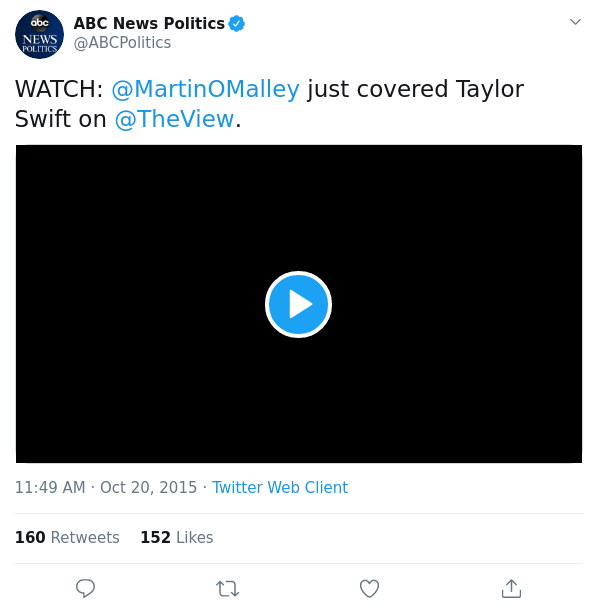 abc
NEWS
POLITICS
ABC News Politics
@ABCPolitics
WATCH: @MartinOMalley just covered Taylor
Swift on @TheView.
11:49 AM · Oct 20, 2015 · Twitter Web Client
160 Retweets 152 Likes